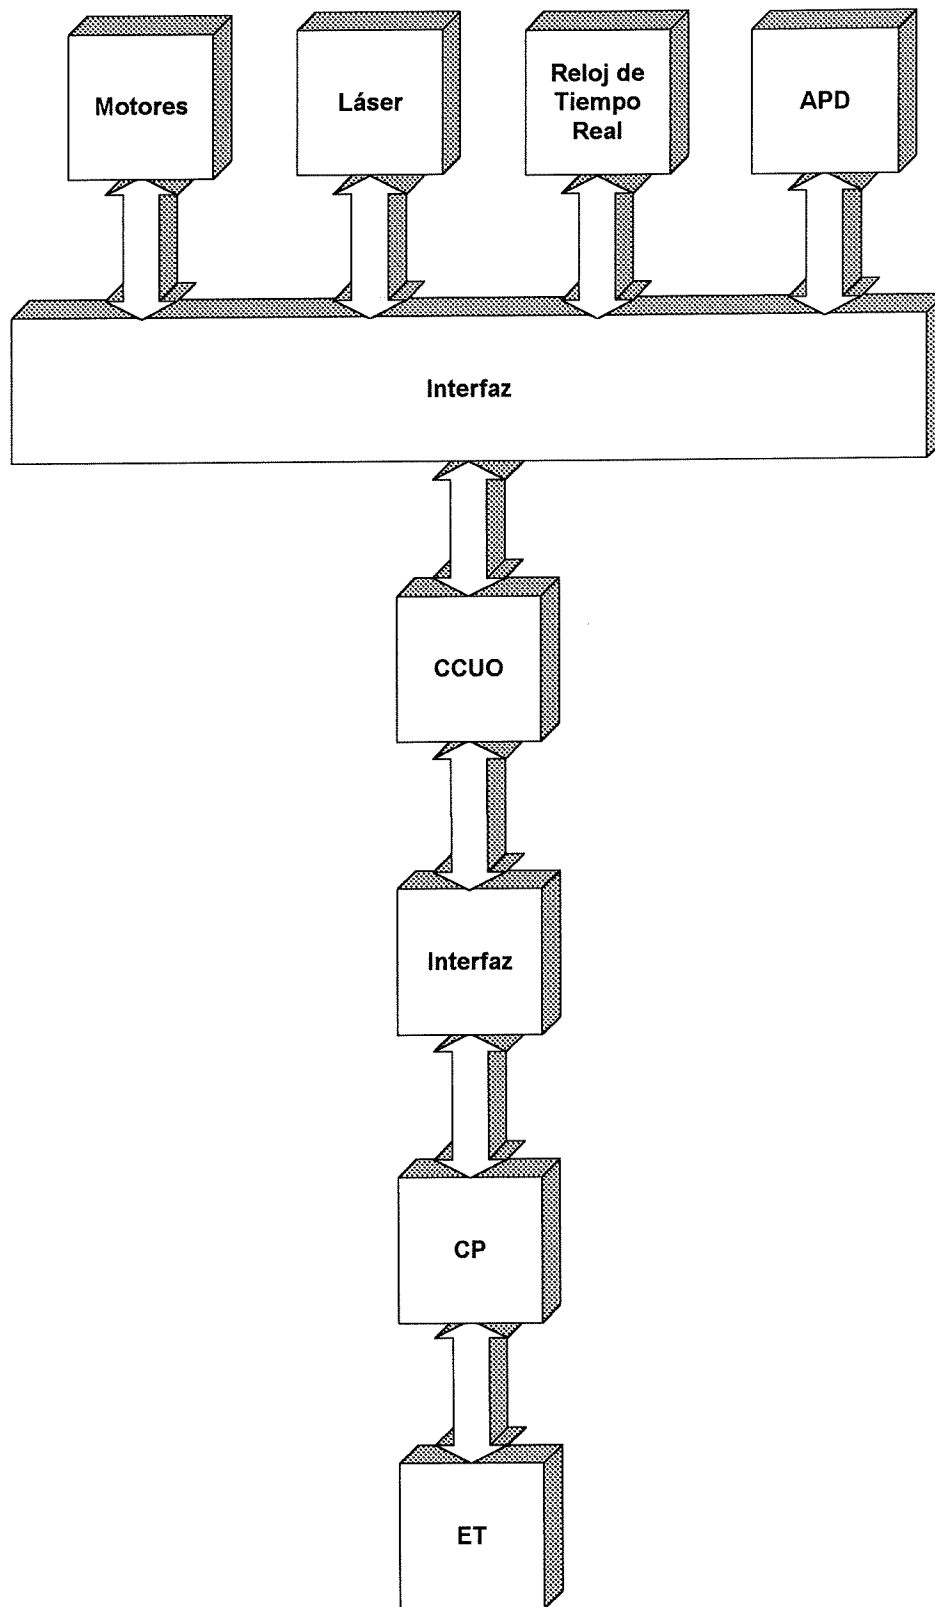 Motores
Láser
Reloj de
Tiempo
Real
APD
Interfaz
CCUO
Interfaz
CP
ET